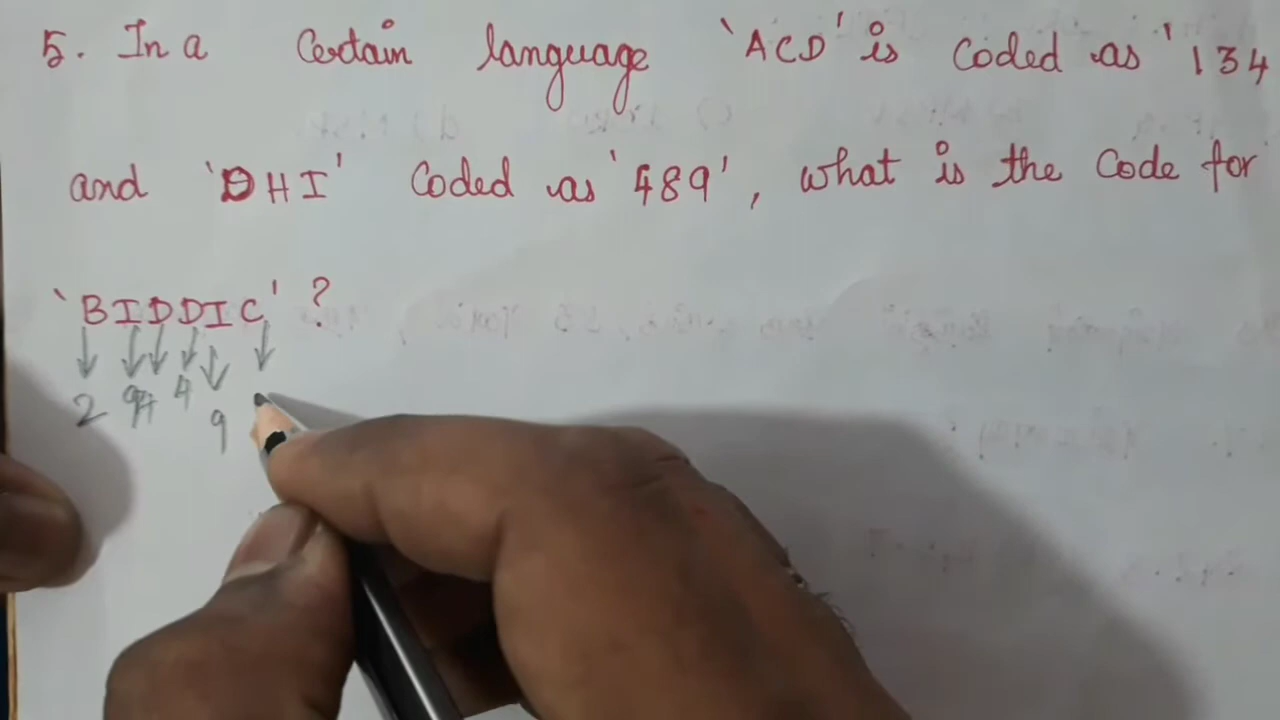 5. In a Certain language 'ACD' is Coded as '134
and 'DHI' Coded as '489', what is the Code for
'BIDDIC' ?
2 9 4 4 9